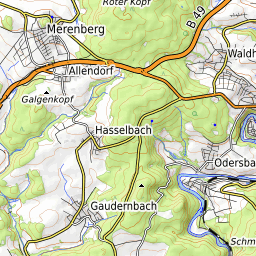 Roter Kopf
B 49
Merenberg
Waldh
Allendorf
Galgenkopf
Hasselbach
Odersba
Gaudernbach
Schm